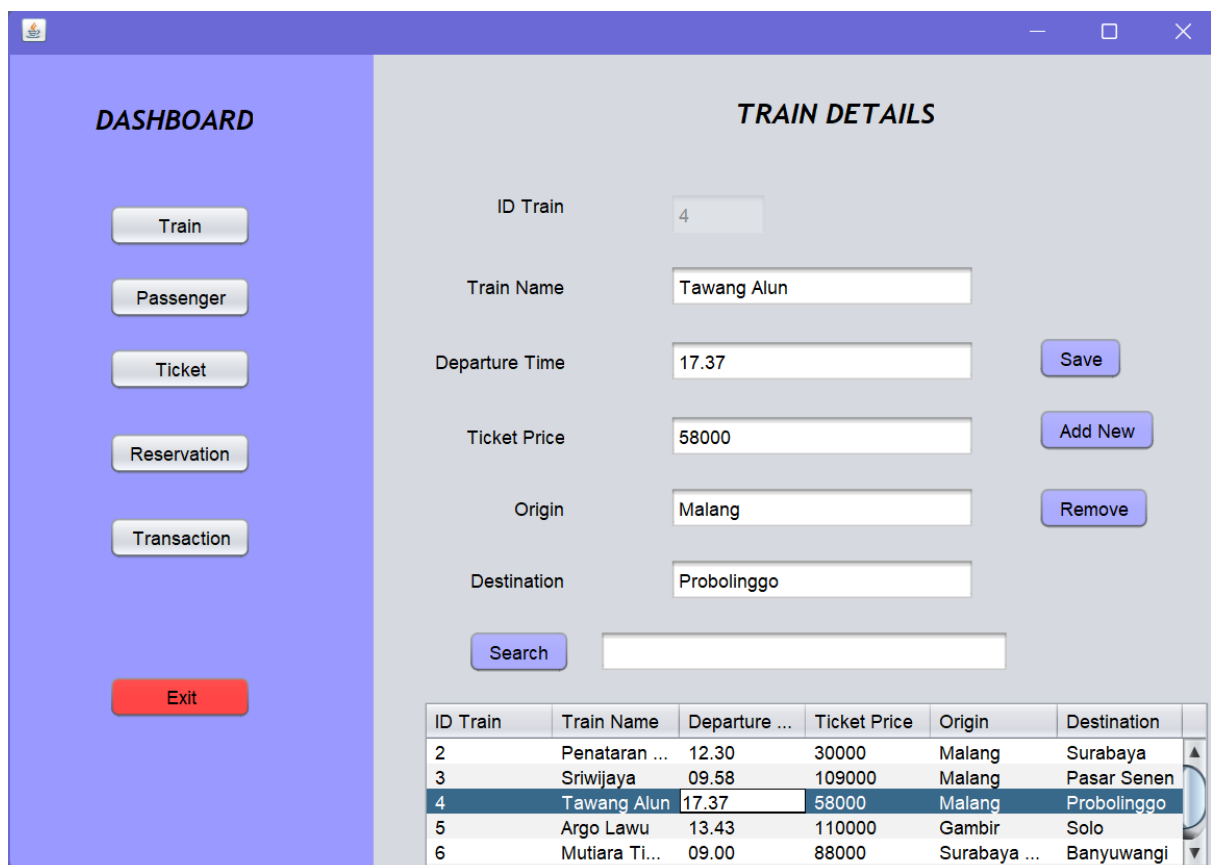 DASHBOARD
Train
Passenger
Ticket
Reservation
Transaction
Exit
TRAIN DETAILS
ID Train 4
Train Name Tawang Alun
Departure Time 17.37 Save
Ticket Price 58000 Add New
Origin Malang Remove
Destination Probolinggo
Search
ID Train Train Name Departure ... Ticket Price Origin Destination
2 Penataran ... 12.30 30000 Malang Surabaya
3 Sriwijaya 09.58 109000 Malang Pasar Senen
4 Tawang Alun 17.37 58000 Malang Probolinggo
5 Argo Lawu 13.43 110000 Gambir Solo
6 Mutiara Ti... 09.00 88000 Surabaya ... Banyuwangi